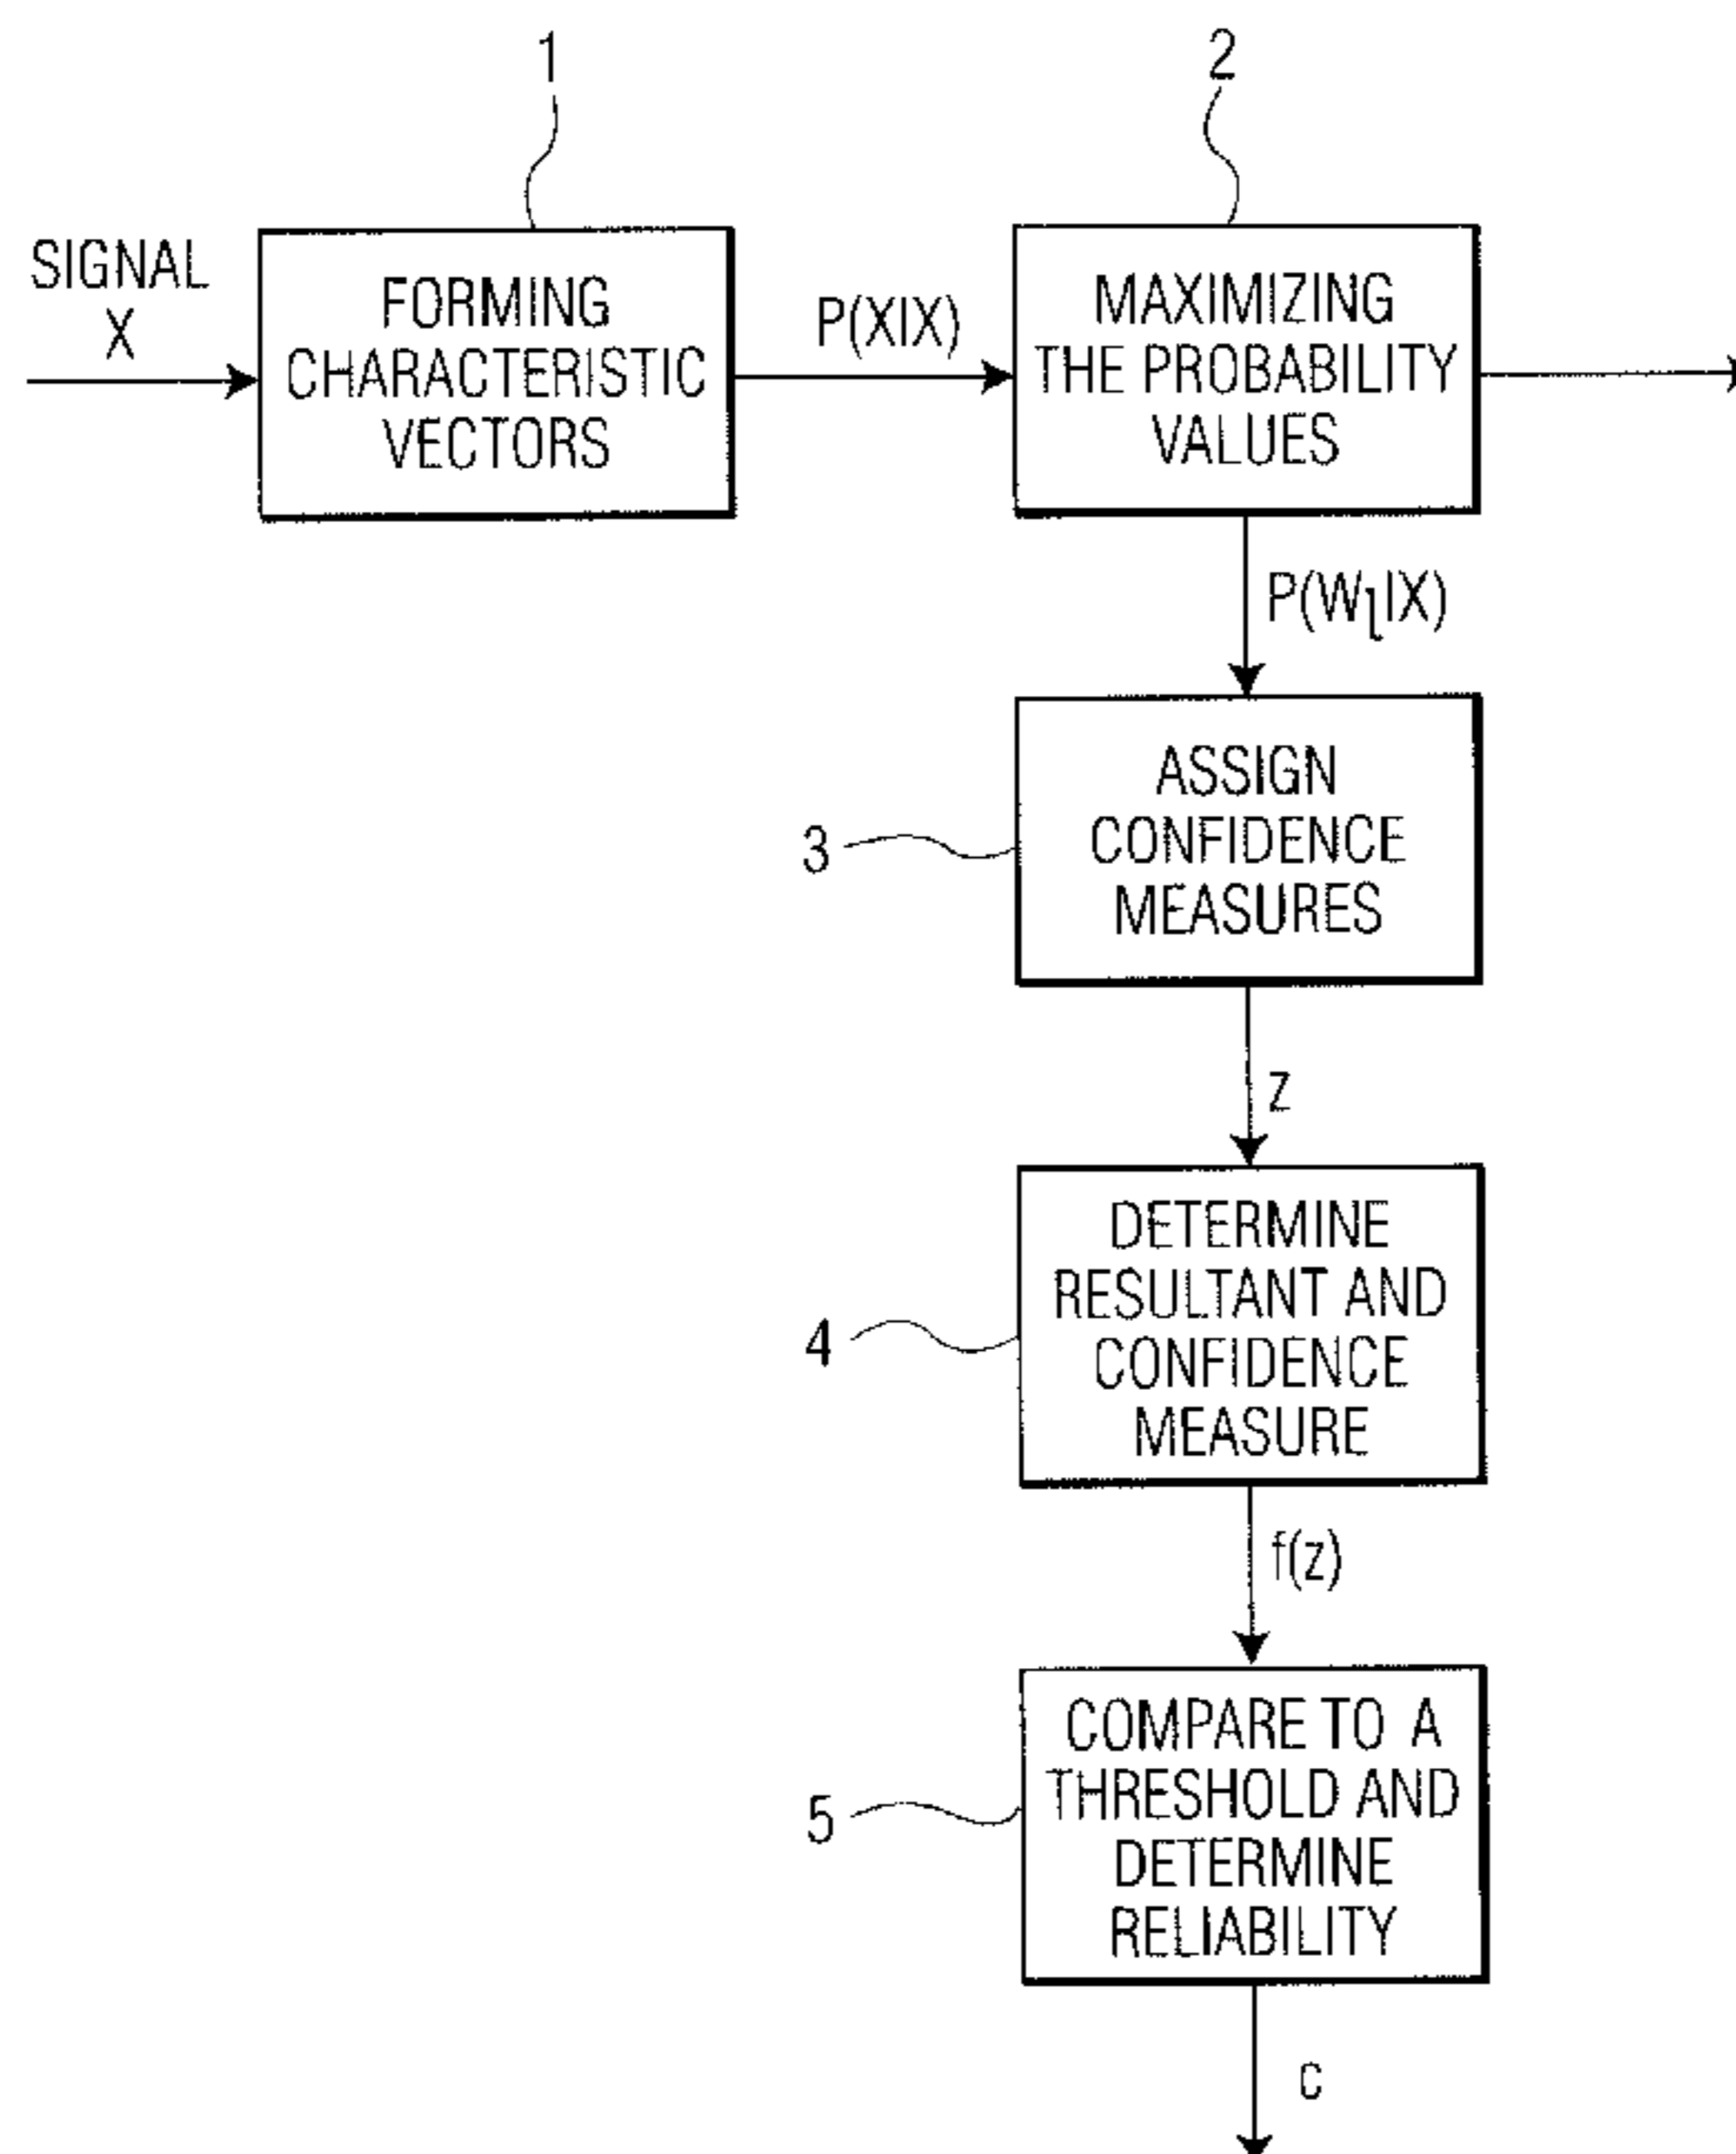 1
2
SIGNAL
X
FORMING
CHARACTERISTIC
VECTORS
P(XIX)
MAXIMIZING
THE PROBABILITY
VALUES
P(WlIX)
3
ASSIGN
CONFIDENCE
MEASURES
Z
4
DETERMINE
RESULTANT AND
CONFIDENCE
MEASURE
f(z)
5
COMPARE TO A
THRESHOLD AND
DETERMINE
RELIABILITY
c